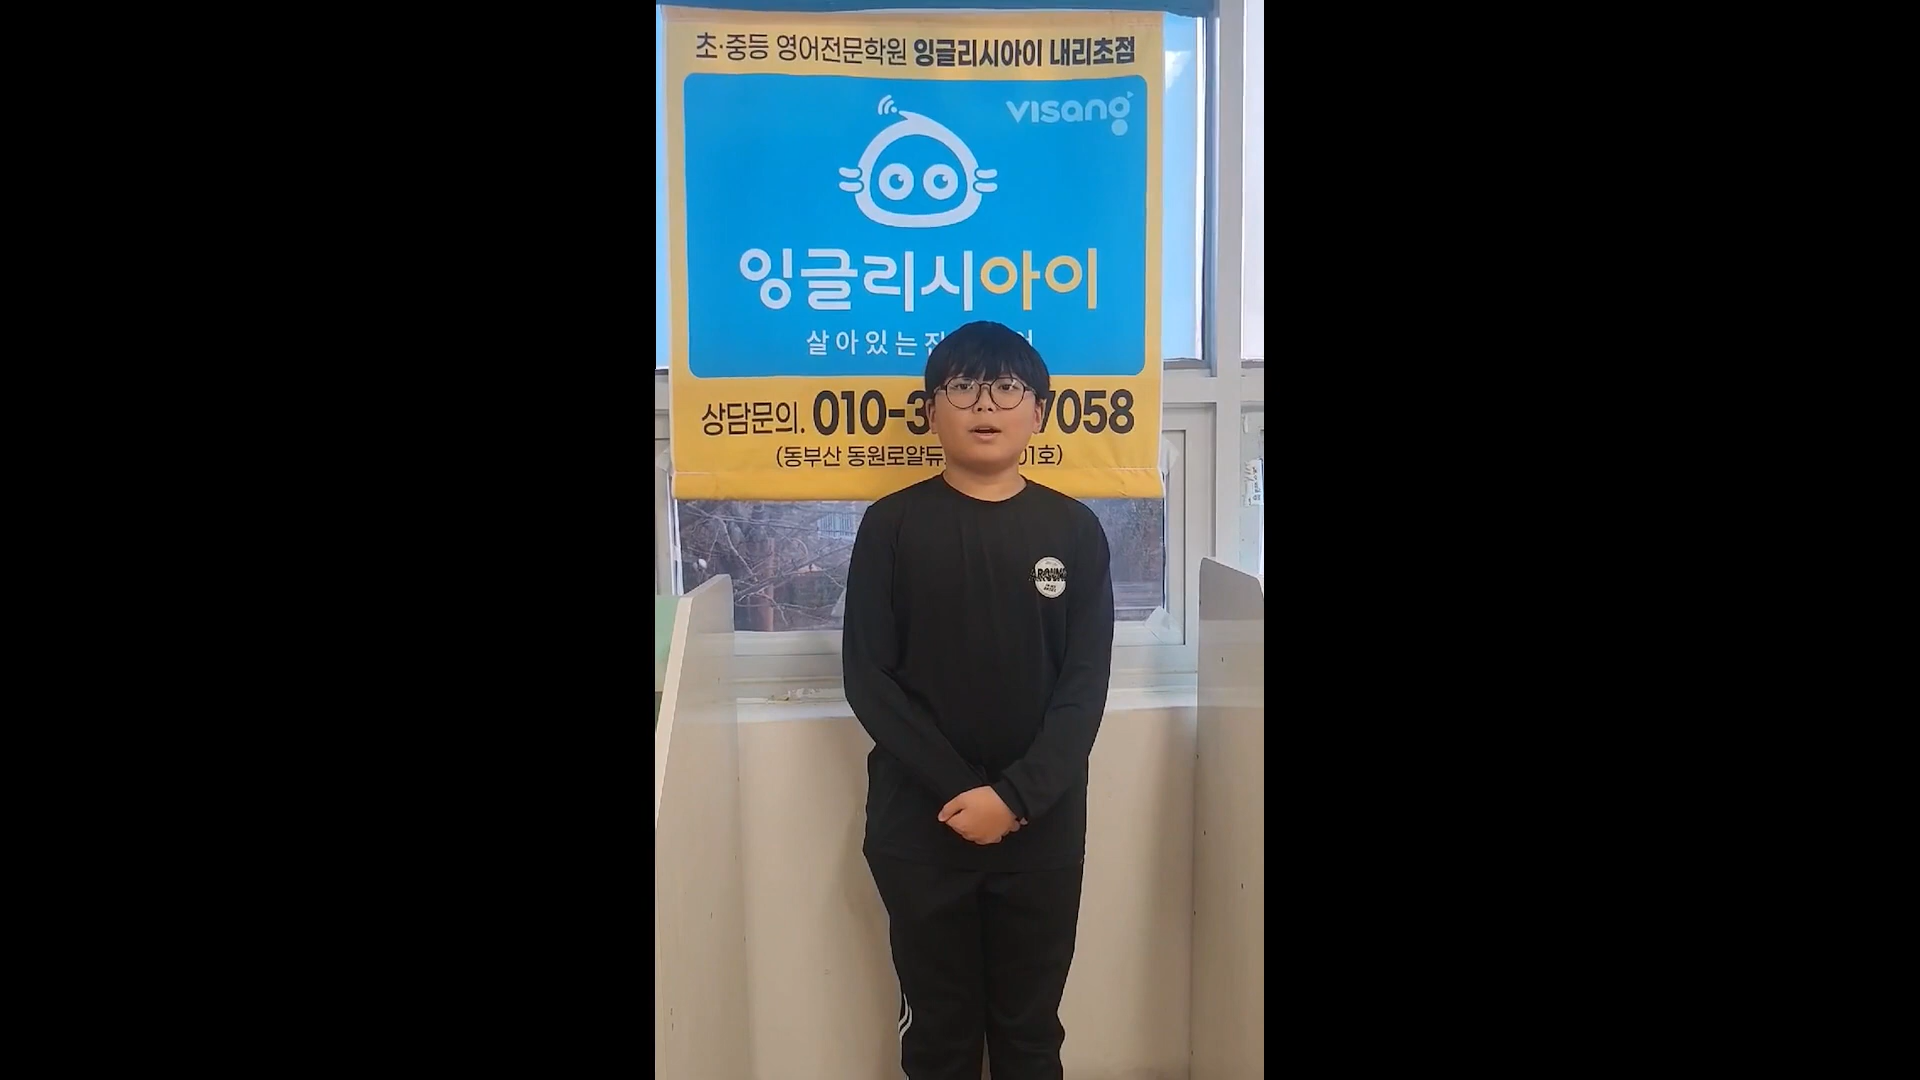 초·중등 영어전문학원 잉글리시아이 내리초점
visang
잉글리시아이
살아있는
상담문의. 010-3 7058
(동부산 동원로얄듀 01호)
AROUND